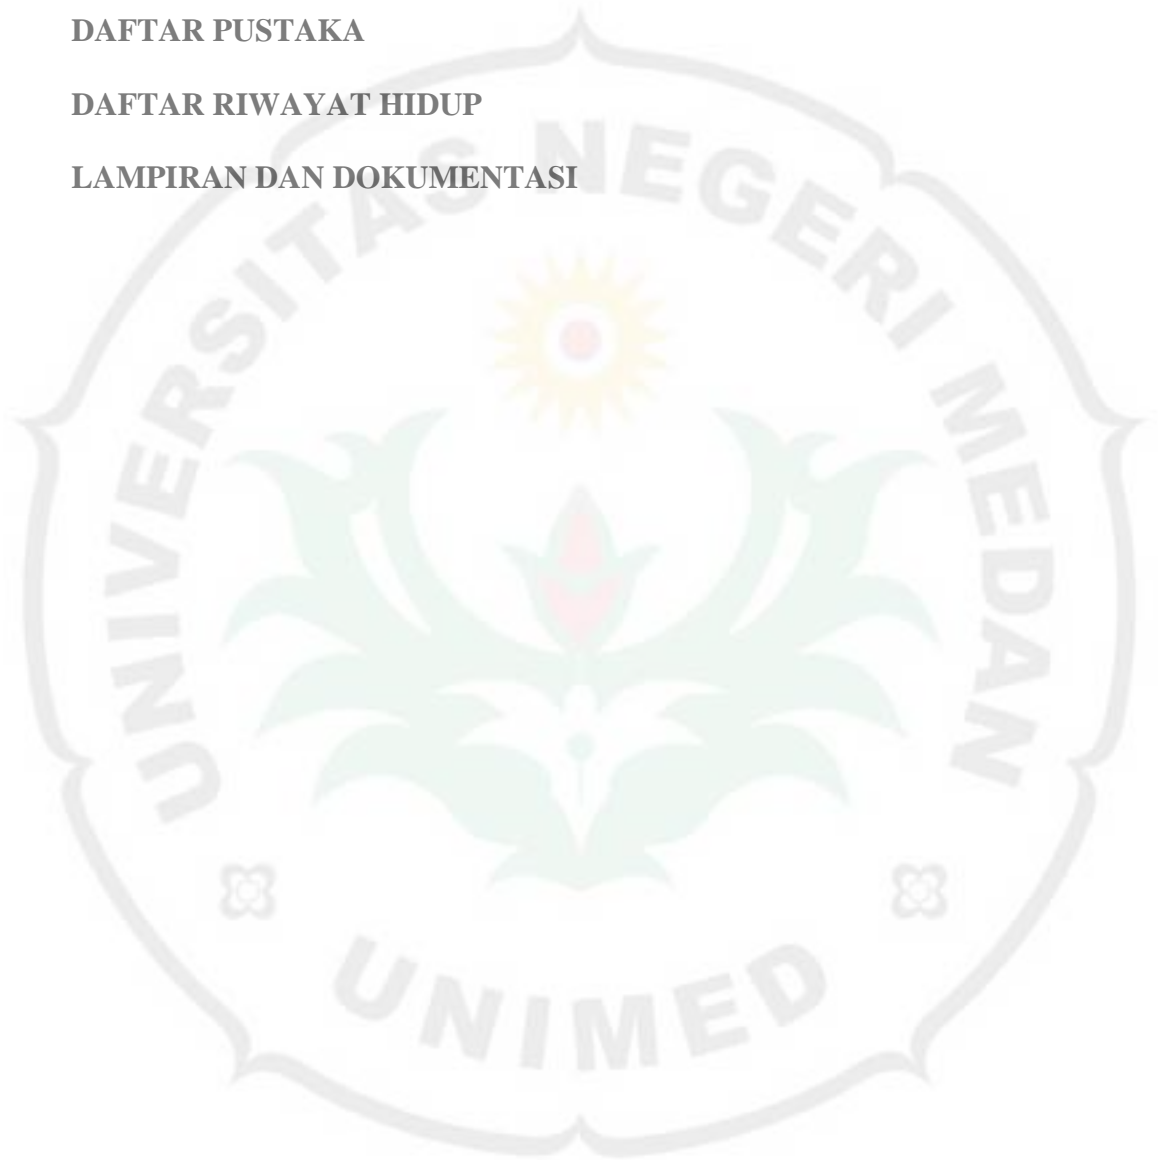 DAFTAR PUSTAKA
DAFTAR RIWAYAT HIDUP
LAMPIRAN DAN DOKUMENTASI
UNIVERSITAS NEGERI MEDAN
UNIMED